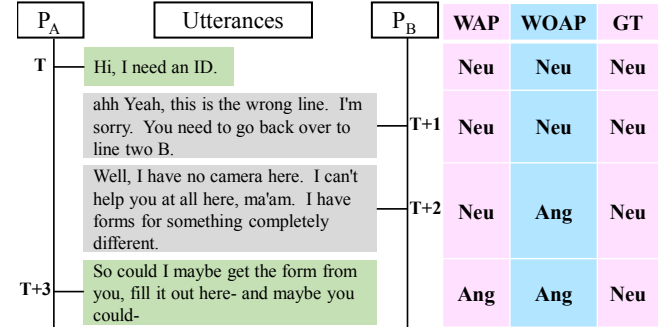 P_A Utterances P_B WAP WOAP GT
T Hi, I need an ID. Neu Neu Neu
ahh Yeah, this is the wrong line. I'm
sorry. You need to go back over to
line two B.
T+1 Neu Neu Neu
Well, I have no camera here. I can't
help you at all here, ma'am. I have
forms for something completely
different.
T+2 Neu Ang Neu
T+3
So could I maybe get the form from
you, fill it out here- and maybe you
could-
Ang Ang Neu